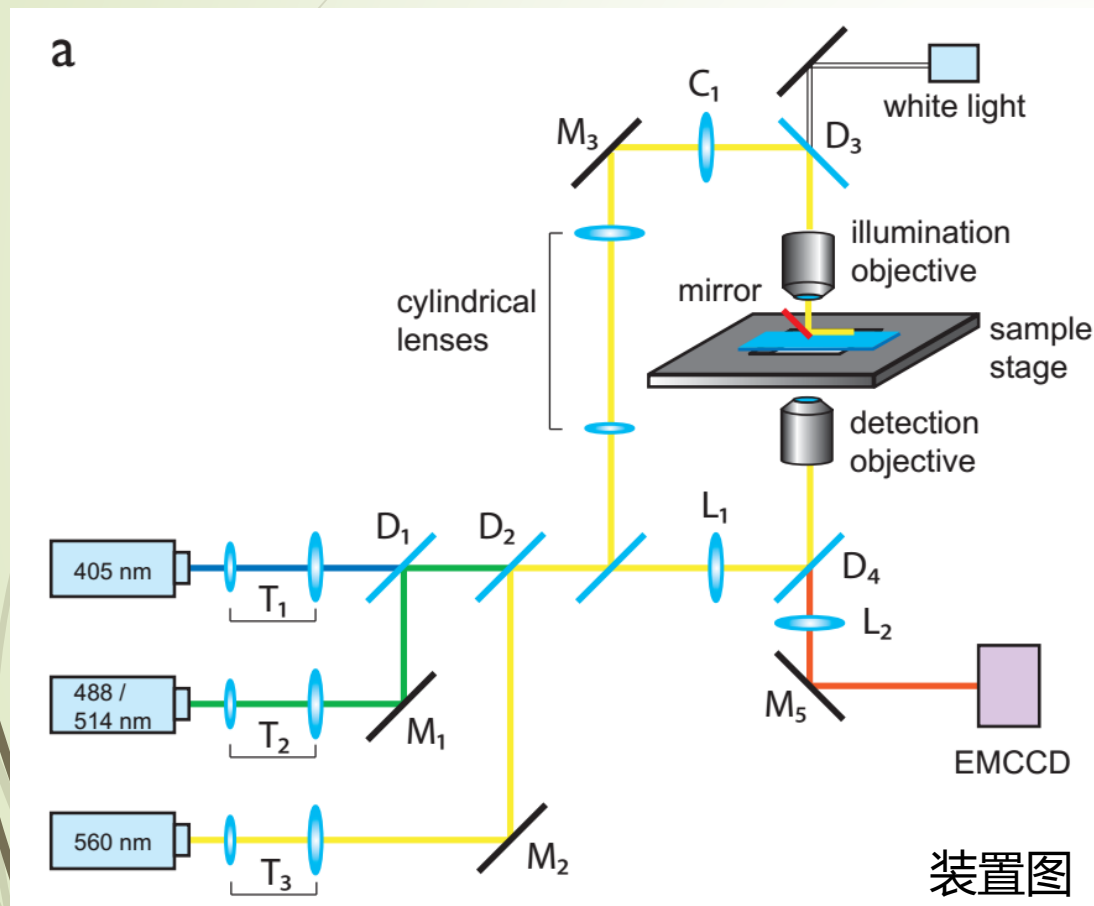 a
white light
C₁
M₃
D₃
illumination
objective
mirror
cylindrical
lenses
sample
stage
detection
objective
L₁
D₁
D₂
D₄
405 nm
T₁
L₂
488 /
514 nm
T₂
M₁
M₅
EMCCD
560 nm
T₃
M₂
装置图